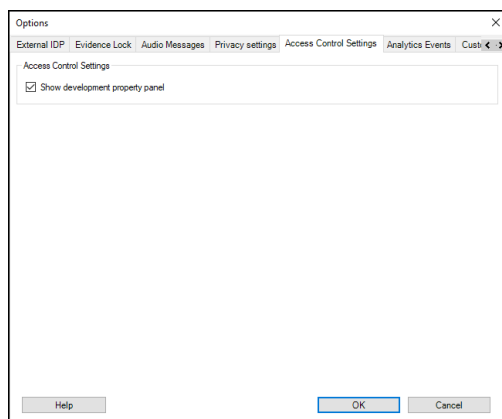 Options
External IDP Evidence Lock Audio Messages Privacy settings Access Control Settings Analytics Events
Access Control Settings
Show development property panel
Help OK Cancel